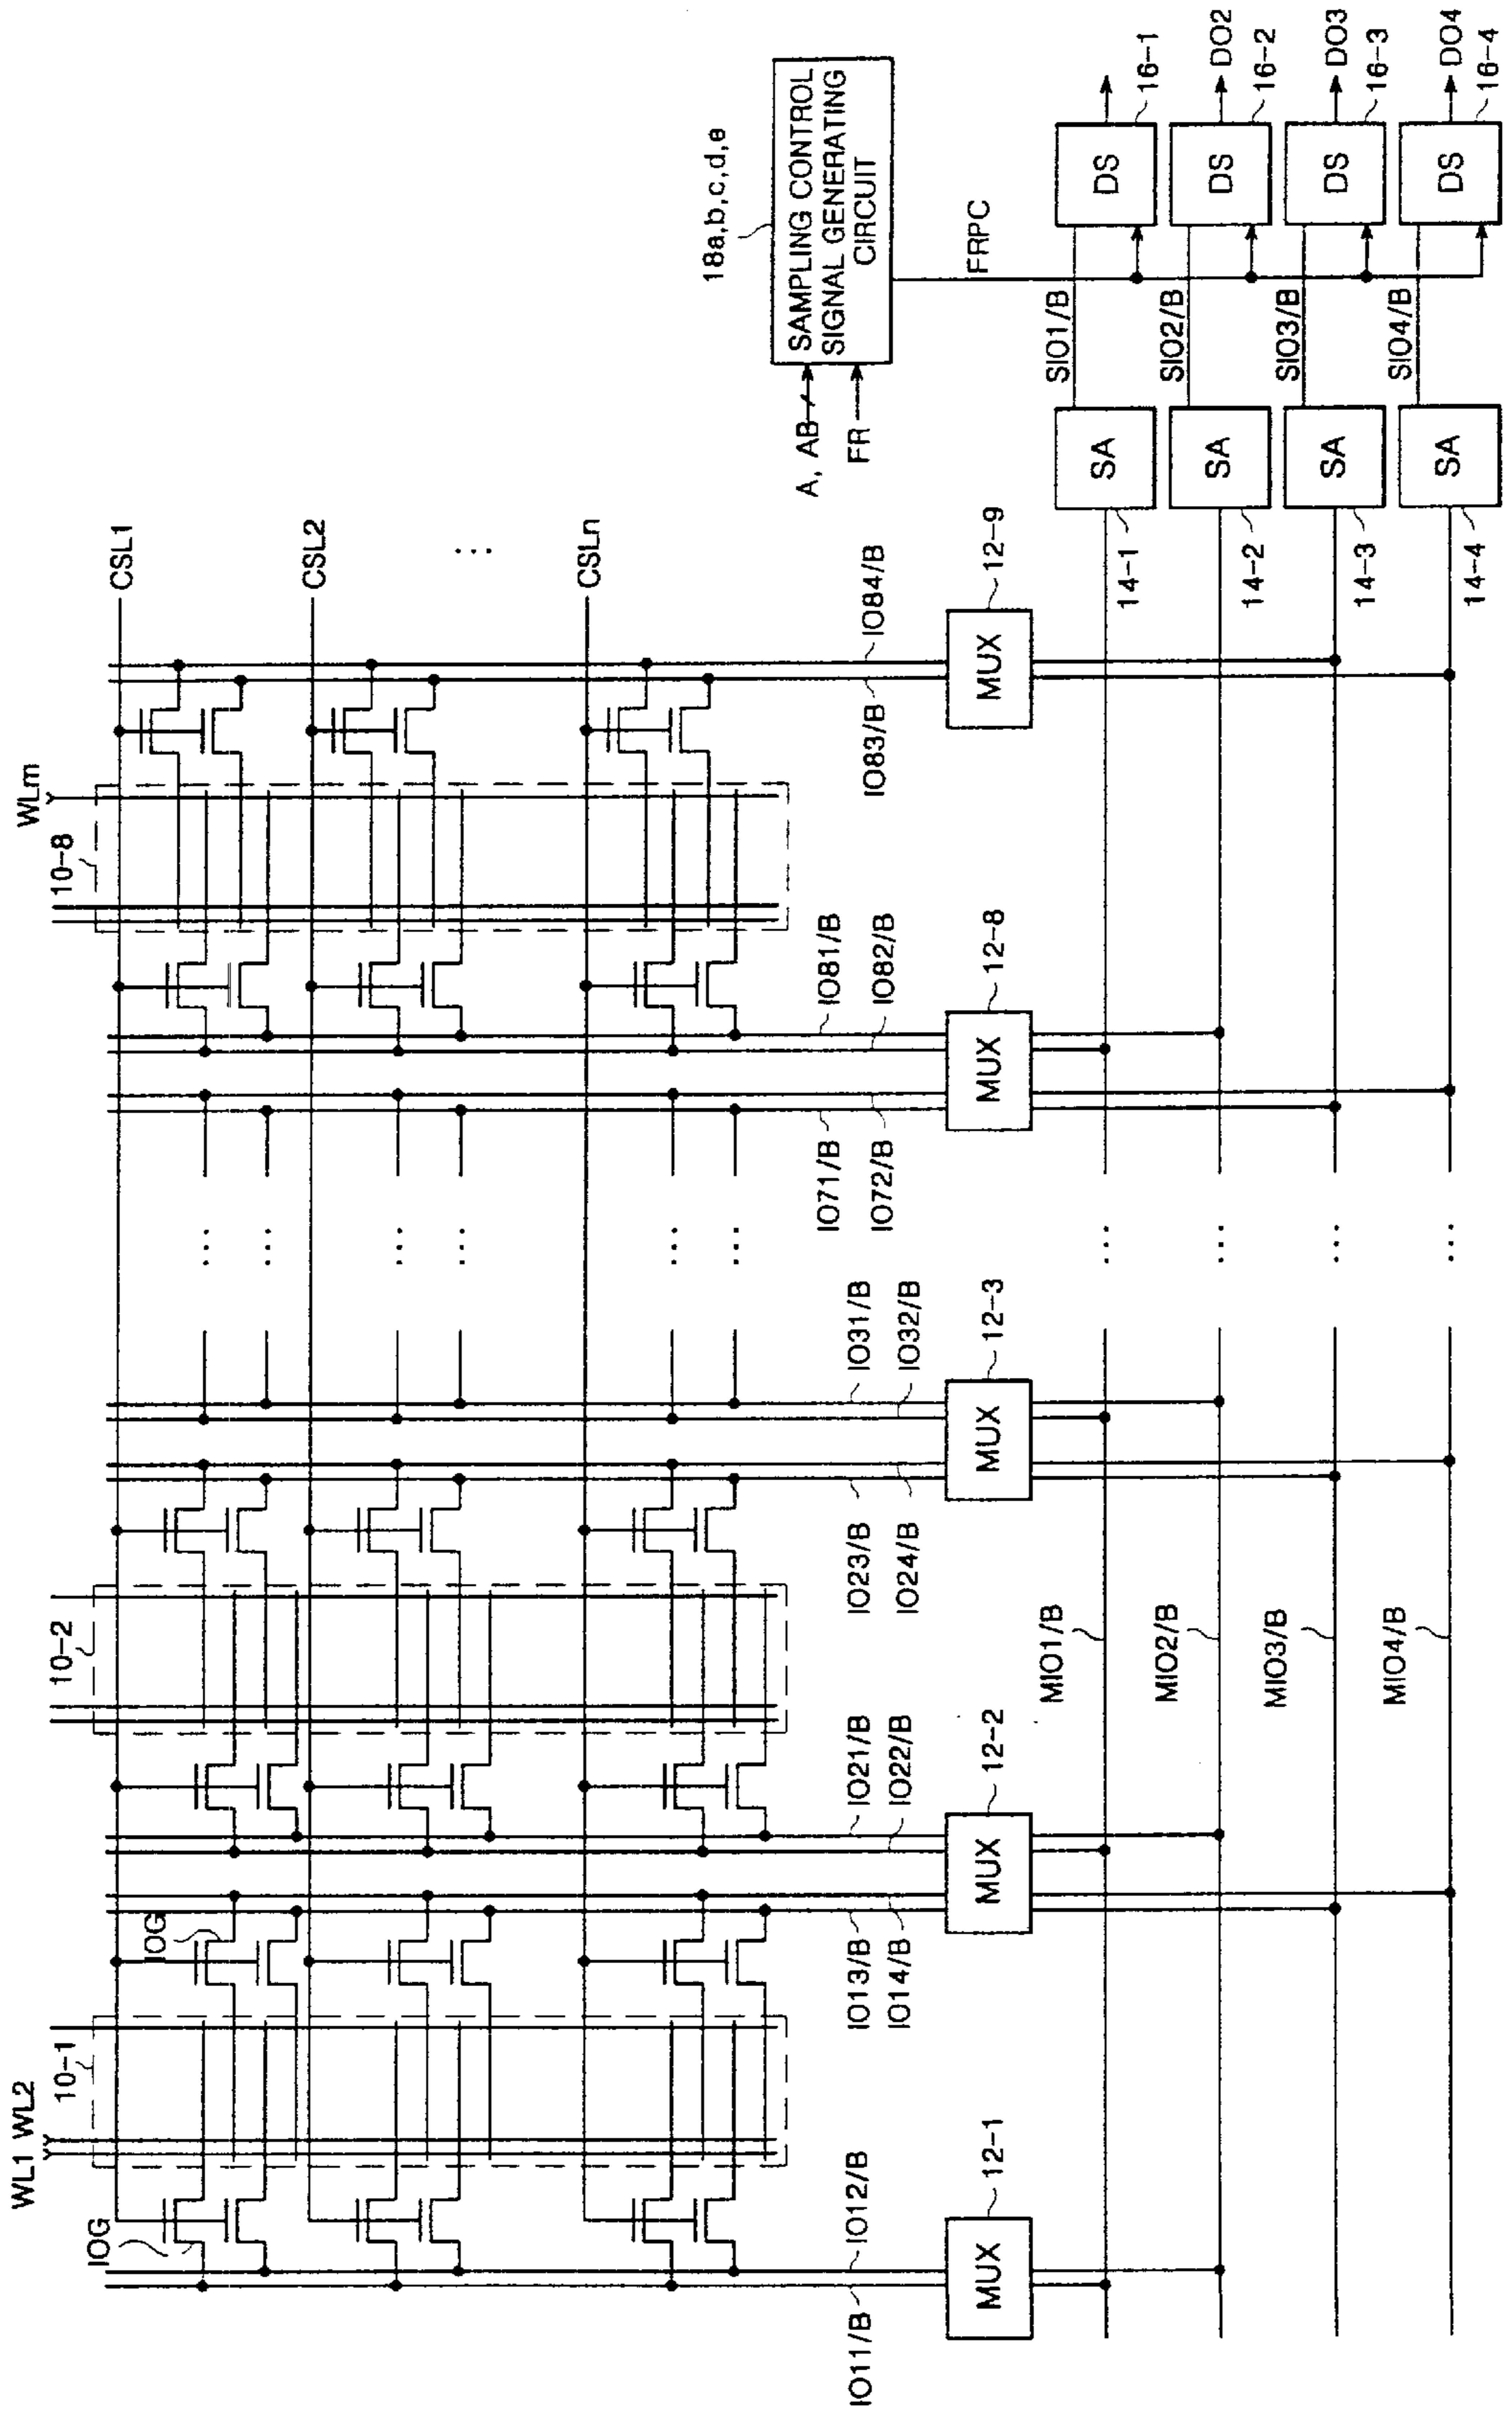 WL1 WL2
WLm
10-1
10-2
10-8
IOG
IOG
CSL1
CSL2
...
CSLn
... ...
... ...
... ...
IO11/B
IO12/B
IO13/B
IO14/B
IO21/B
IO22/B
IO23/B
IO24/B
IO31/B
IO32/B
IO71/B
IO72/B
IO81/B
IO82/B
IO83/B
IO84/B
MUX
12-1
MUX
12-2
MUX
12-3
MUX
12-8
MUX
12-9
MIO1/B
MIO2/B
MIO3/B
MIO4/B
...
...
...
...
18a,b,c,d,e
A, AB
FR
SAMPLING CONTROL
SIGNAL GENERATING
CIRCUIT
FRPC
14-1
SA
SIO1/B
DS
16-1
14-2
SA
SIO2/B
DS
DO2
16-2
14-3
SA
SIO3/B
DS
DO3
16-3
14-4
SA
SIO4/B
DS
DO4
16-4